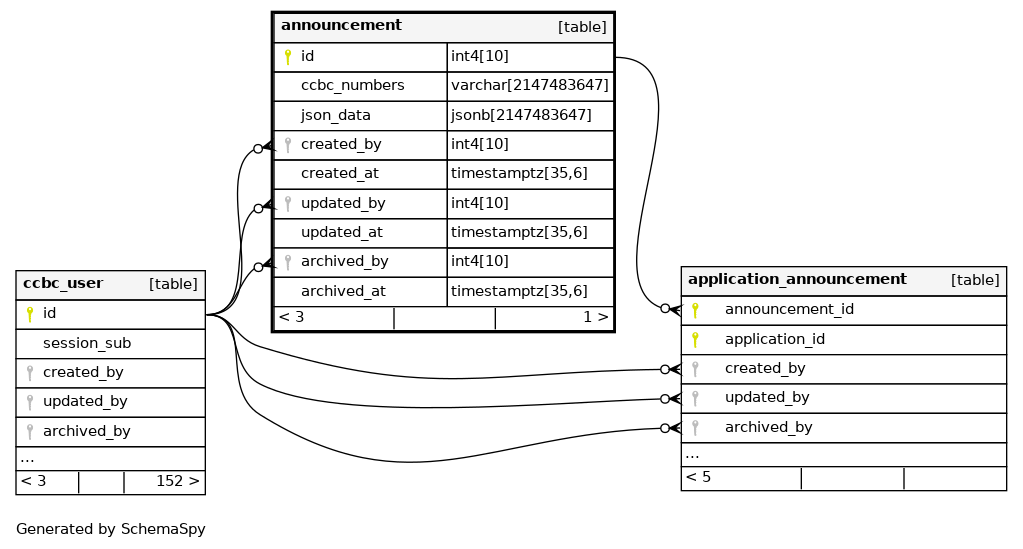 announcement [table]
id int4[10]
ccbc_numbers varchar[2147483647]
json_data jsonb[2147483647]
created_by int4[10]
created_at timestamptz[35,6]
updated_by int4[10]
updated_at timestamptz[35,6]
archived_by int4[10]
archived_at timestamptz[35,6]
< 3 1 >
ccbc_user [table]
id
session_sub
created_by
updated_by
archived_by
...
< 3 152 >
application_announcement [table]
announcement_id
application_id
created_by
updated_by
archived_by
...
< 5
Generated by SchemaSpy